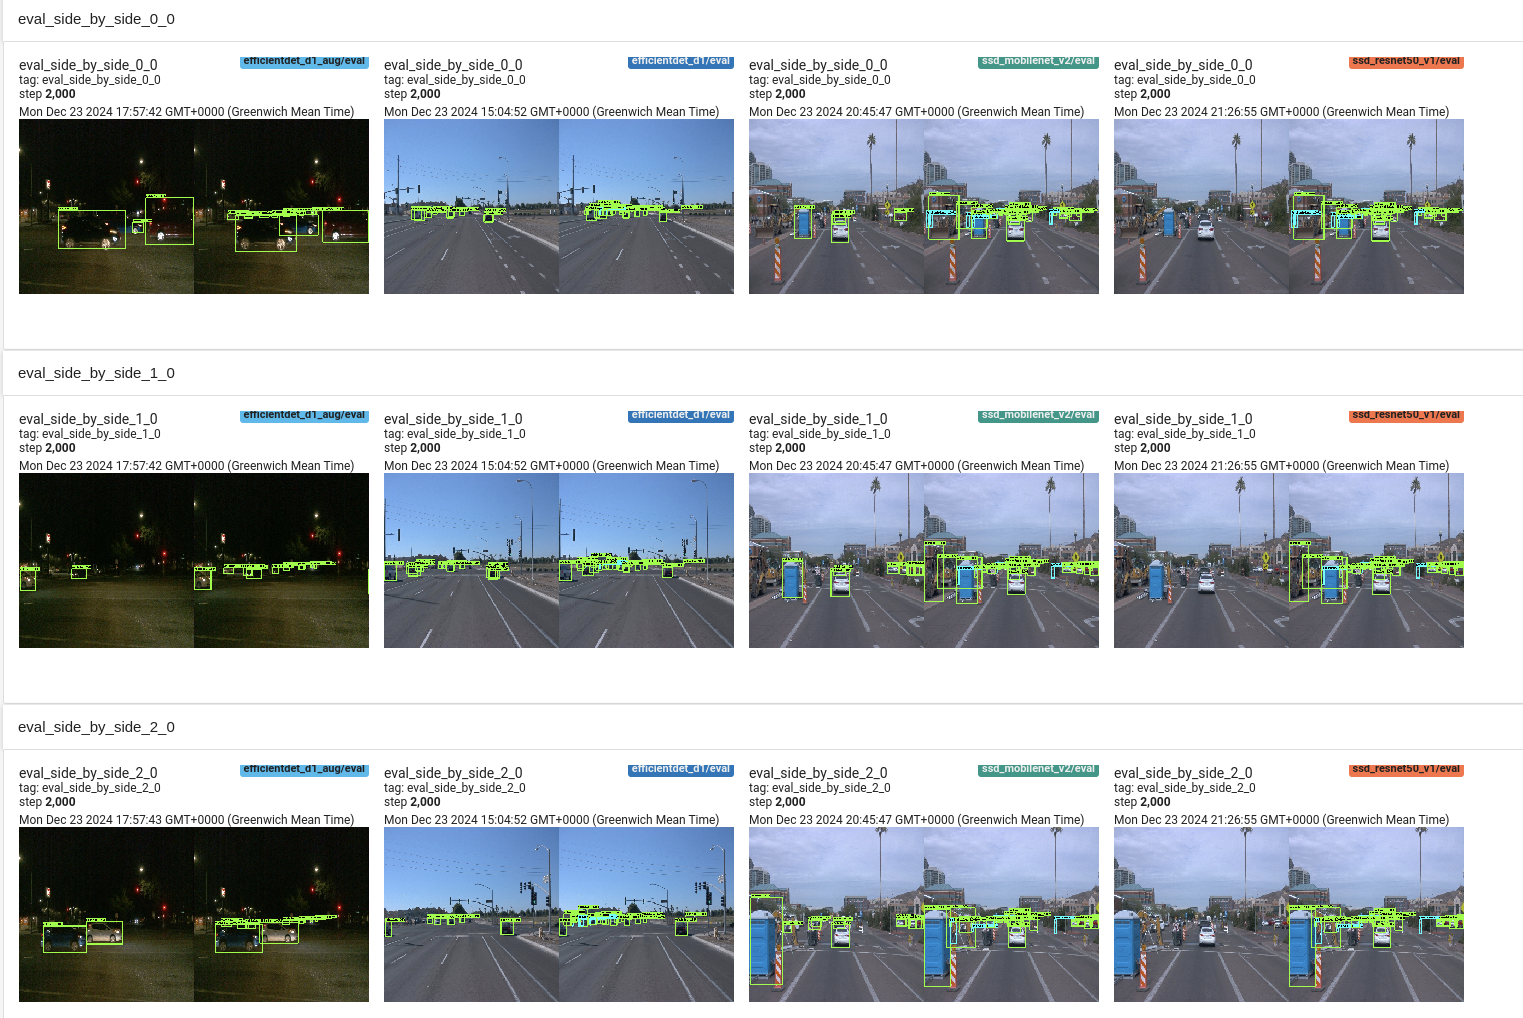 eval_side_by_side_0_0
eval_side_by_side_0_0 efficientdet_d1_aug/eval
tag: eval_side_by_side_0_0
step 2,000
Mon Dec 23 2024 17:57:42 GMT+0000 (Greenwich Mean Time)
eval_side_by_side_0_0 efficientdet_d1/eval
tag: eval_side_by_side_0_0
step 2,000
Mon Dec 23 2024 15:04:52 GMT+0000 (Greenwich Mean Time)
eval_side_by_side_0_0 ssd_mobilenet_v2/eval
tag: eval_side_by_side_0_0
step 2,000
Mon Dec 23 2024 20:45:47 GMT+0000 (Greenwich Mean Time)
eval_side_by_side_0_0 ssd_resnet50_v1/eval
tag: eval_side_by_side_0_0
step 2,000
Mon Dec 23 2024 21:26:55 GMT+0000 (Greenwich Mean Time)
eval_side_by_side_1_0
eval_side_by_side_1_0 efficientdet_d1_aug/eval
tag: eval_side_by_side_1_0
step 2,000
Mon Dec 23 2024 17:57:42 GMT+0000 (Greenwich Mean Time)
eval_side_by_side_1_0 efficientdet_d1/eval
tag: eval_side_by_side_1_0
step 2,000
Mon Dec 23 2024 15:04:52 GMT+0000 (Greenwich Mean Time)
eval_side_by_side_1_0 ssd_mobilenet_v2/eval
tag: eval_side_by_side_1_0
step 2,000
Mon Dec 23 2024 20:45:47 GMT+0000 (Greenwich Mean Time)
eval_side_by_side_1_0 ssd_resnet50_v1/eval
tag: eval_side_by_side_1_0
step 2,000
Mon Dec 23 2024 21:26:55 GMT+0000 (Greenwich Mean Time)
eval_side_by_side_2_0
eval_side_by_side_2_0 efficientdet_d1_aug/eval
tag: eval_side_by_side_2_0
step 2,000
Mon Dec 23 2024 17:57:43 GMT+0000 (Greenwich Mean Time)
eval_side_by_side_2_0 efficientdet_d1/eval
tag: eval_side_by_side_2_0
step 2,000
Mon Dec 23 2024 15:04:52 GMT+0000 (Greenwich Mean Time)
eval_side_by_side_2_0 ssd_mobilenet_v2/eval
tag: eval_side_by_side_2_0
step 2,000
Mon Dec 23 2024 20:45:47 GMT+0000 (Greenwich Mean Time)
eval_side_by_side_2_0 ssd_resnet50_v1/eval
tag: eval_side_by_side_2_0
step 2,000
Mon Dec 23 2024 21:26:55 GMT+0000 (Greenwich Mean Time)